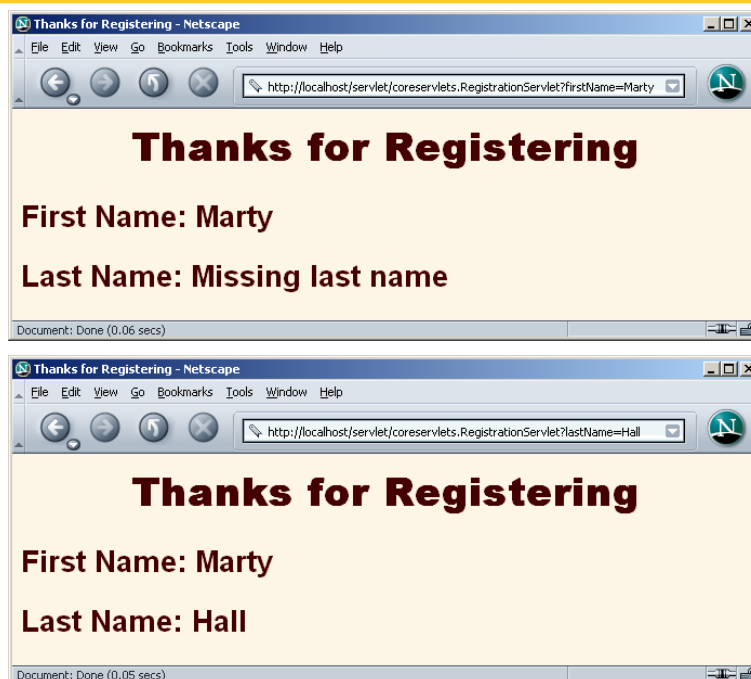 Thanks for Registering - Netscape
File Edit View Go Bookmarks Tools Window Help
http://localhost/servlet/coreservlets.RegistrationServlet?firstName=Marty
N
Thanks for Registering
First Name: Marty
Last Name: Missing last name
Document: Done (0.06 secs)
Thanks for Registering - Netscape
File Edit View Go Bookmarks Tools Window Help
http://localhost/servlet/coreservlets.RegistrationServlet?lastName=Hall
N
Thanks for Registering
First Name: Marty
Last Name: Hall
Document: Done (0.05 secs)